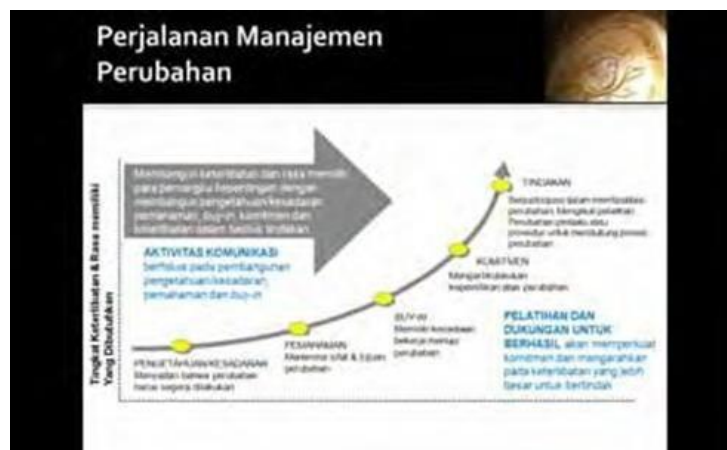 Perjalanan Manajemen
Perubahan
Tingkat Keterlibatan & Rasa memiliki
Yang Dibutuhkan
Membangun keterlibatan dan rasa memiliki
para pemangku kepentingan dengan
membangun pengetahuan/kesadaran
pemahaman, buy-in, komitmen dan
keterlibatan dalam bentuk tindakan
AKTIVITAS KOMUNIKASI
berfokus pada pembangunan
pengetahuan/kesadaran,
pemahaman dan buy-in
PENGETAHUAN/KESADARAN
Menyadari bahwa perubahan
harus segera dilakukan
PEMAHAMAN
Menerima sifat & tujuan
perubahan
BUY-IN
Memiliki kesediaan
bekerja menuju
perubahan
KOMITMEN
Mengartikulasikan
kepemilikan atas perubahan
TINDAKAN
Berpartisipasi dalam memfasilitasi
perubahan, Mengikuti pelatihan
Perubahan perilaku atau
prosedur untuk mendukung proses
perubahan
PELATIHAN DAN
DUKUNGAN UNTUK
BERHASIL akan memperkuat
komitmen dan mengarahkan
pada keterlibatan yang lebih
besar untuk bertindak